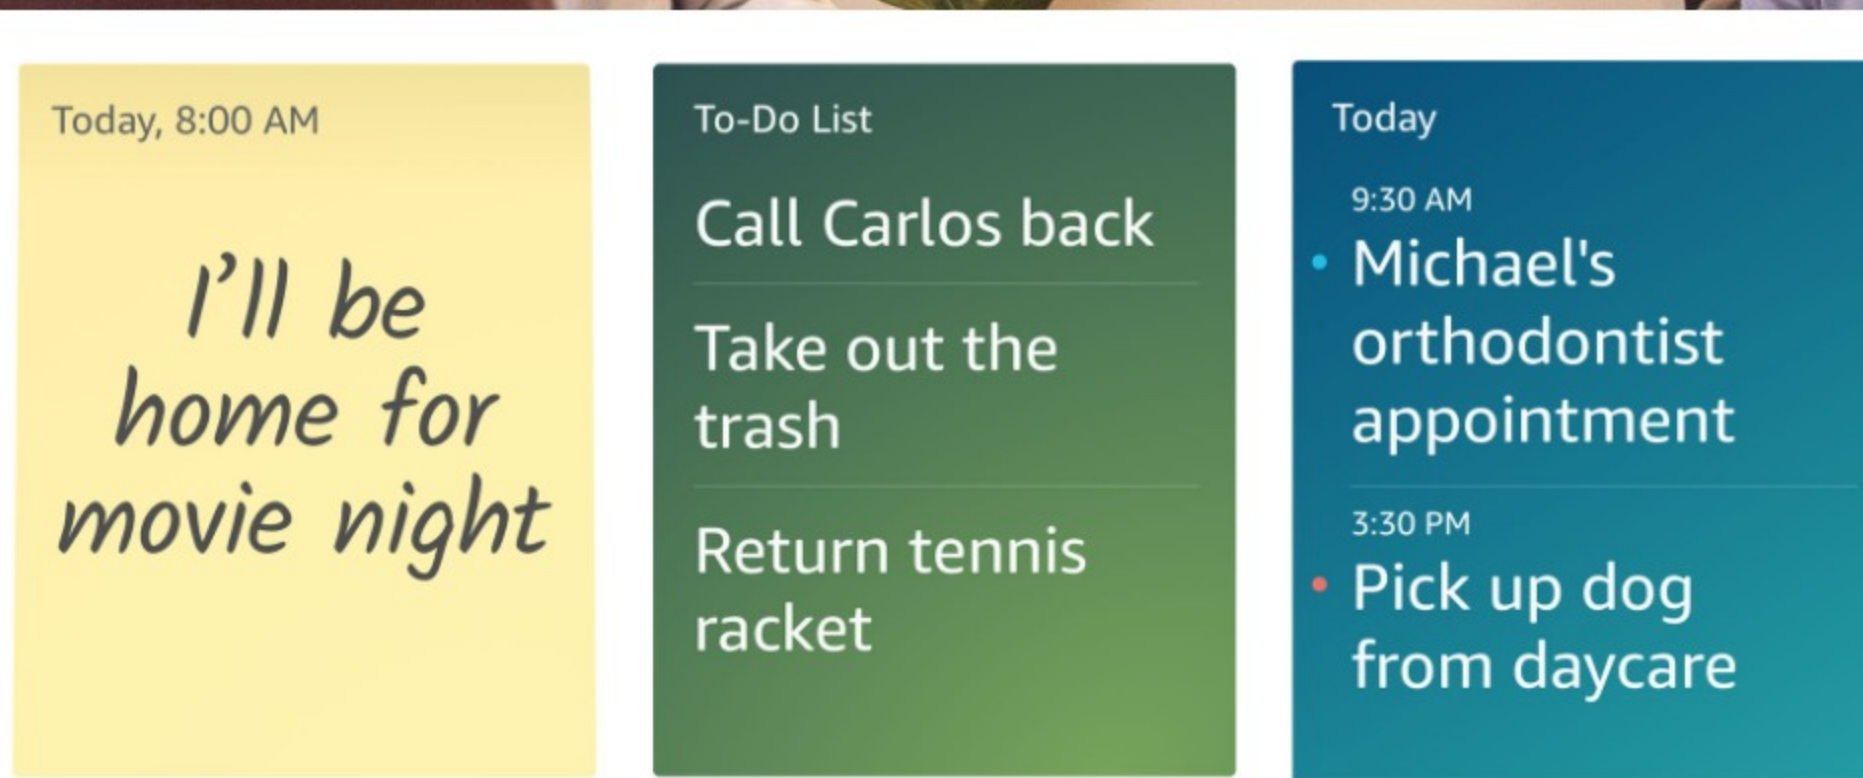 Today, 8:00 AM
I’ll be
home for
movie night
To-Do List
Call Carlos back
Take out the
trash
Return tennis
racket
Today
9:30 AM
Michael's
orthodontist
appointment
3:30 PM
Pick up dog
from daycare